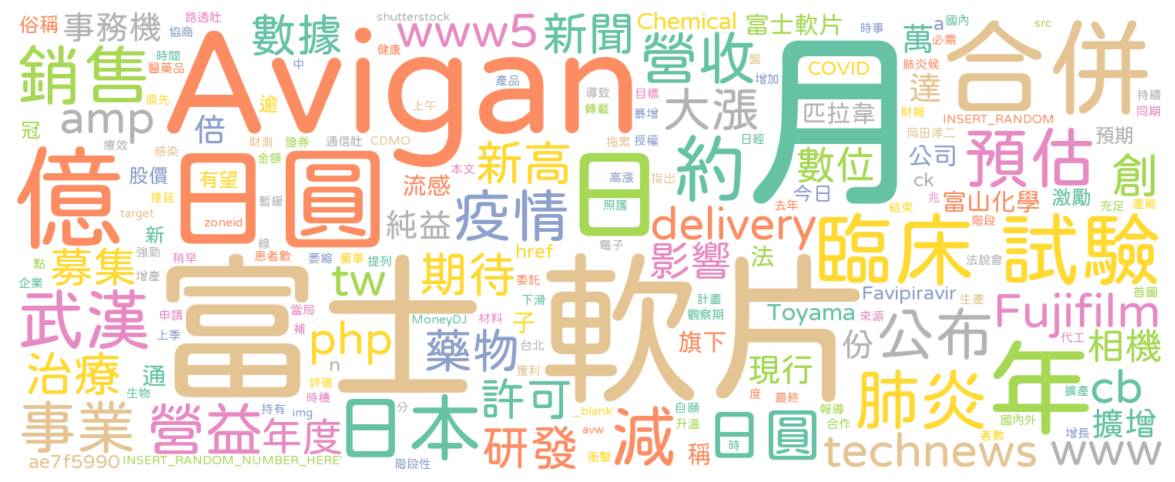 俗稱
事務機
協商
路透社
時間
醫藥品
銷售
原先
數據
逾
Avigan
shutterstock
www5
健康
中
新聞
產品
導致
轉載
目標
上午
暴增
Chemical
富士軟片
營收
盤
增加
COVID
大漲
匹拉韋
時事
a
國內
必需
萬
肺炎候
達
財報
src
合併
持續
同期
INSERT_RANDOM
冠
amp
療效
感染
倍
財測
證券
通信社
CDMO
拖累
授權
日經
月
約
數位
岡田淳二
公司
預估
預期
創
億
股價
有望
日圓
金額
推延
暫緩
zoneid
target
新
本文
流感
新高
純益
疫情
高漲
照護
日
指出
去年
今日
兆
ck
富山化學
激勵
充足
產能
結束
階段
delivery
臨床試驗
法說會
線
強勁
患者數
稍早
點
企業
增產
募集
萎縮
董事
提列
tw
期待
href
委託
電子
影響
法
武漢
申請
上季
當局
補
富士軟片
MoneyDJ
下滑
材料
子
台北
計畫
觀察期
Toyama
Favipiravir
生產
來源
Fujifilm
首圖
代工
php
n
藥物
獲利
旗下
份
公布
年
相機
治療
通
生物
評價
時機
現行
擴產
cb
事業
營益
持有
img
年度
日本
分
許可
_blank'
自願
升溫
度
最終
報導
合作
肺炎
國內外
者數
增長
擴增
ae7f5990
INSERT_RANDOM_NUMBER_HERE'
階段性
研發
avw
衝擊
減
稱
日圓
時
technews
www